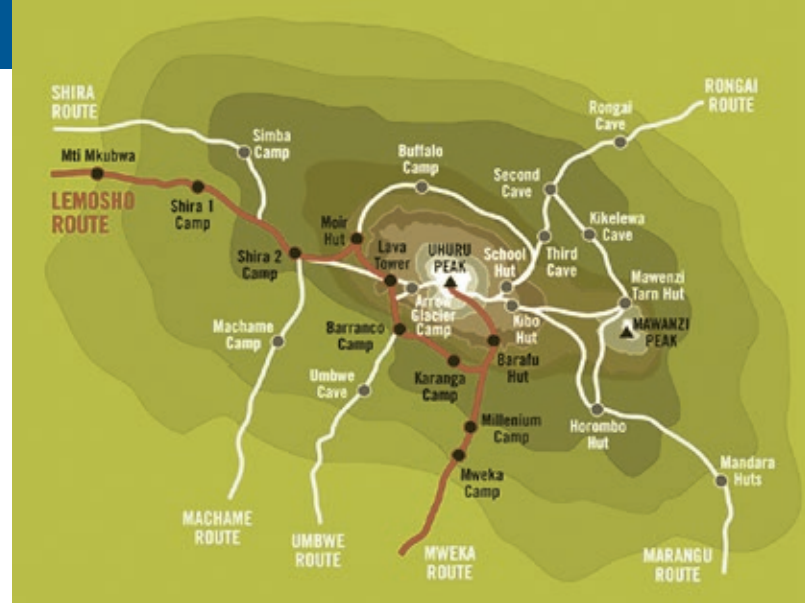 SHIRA
ROUTE
RONGAI
ROUTE
Rongai
Cave
Simba
Camp
Mti Mkubwa
Buffalo
Camp
Second
Cave
LEMOSHO
ROUTE
Shira 1
Camp
Kikelewa
Cave
Moir
Hut
Lava
Tower
UHURU
PEAK
School
Hut
Third
Cave
Shira 2
Camp
Mawenzi
Tarn Hut
Arrow
Glacier
Camp
Kibo
Hut
MAWANZI
PEAK
Machame
Camp
Barranco
Camp
Barafu
Hut
Umbwe
Cave
Karanga
Camp
Millenium
Camp
Horombo
Hut
Mweka
Camp
Mandara
Huts
MACHAME
ROUTE
UMBWE
ROUTE
MWEKA
ROUTE
MARANGU
ROUTE